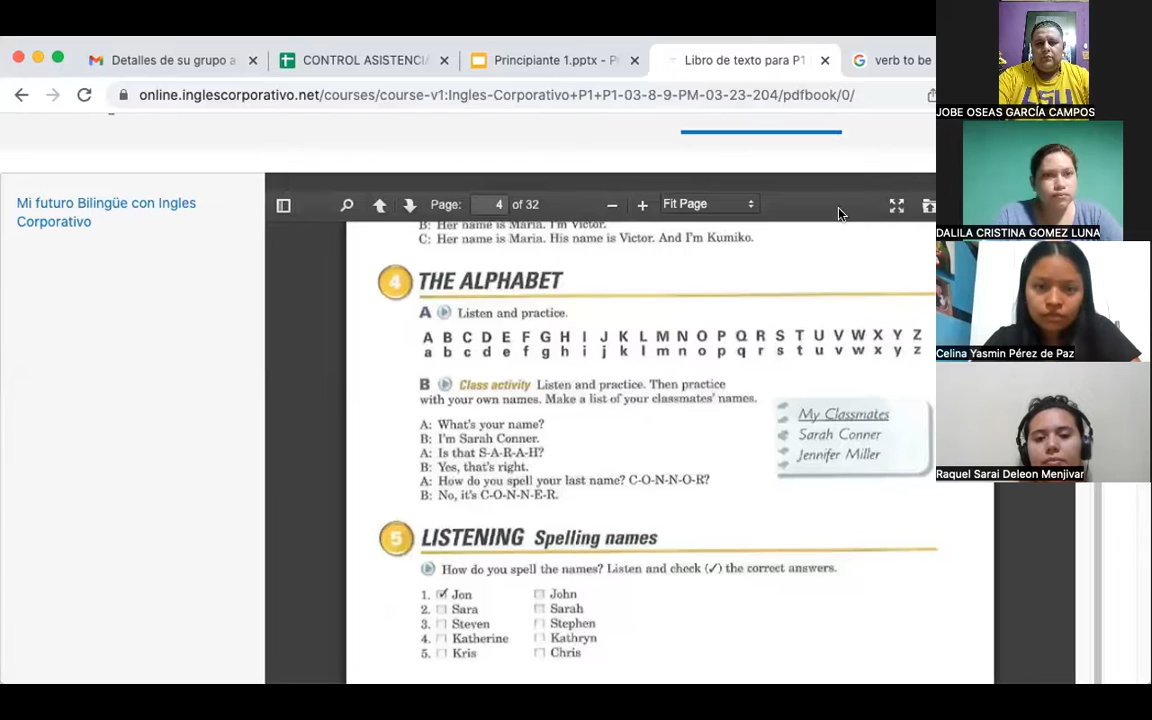 Detalles de su grupo a
CONTROL ASISTENCI
Principiante 1.pptx - P
Libro de texto para P1
verb to be
online.inglescorporativo.net/courses/course-v1:Ingles-Corporativo+P1+P1-03-8-9-PM-03-23-204/pdfbook/0/
Mi futuro Bilingüe con Ingles
Corporativo
Page: 4 of 32
Fit Page
B: Her name is Maria. I'm Victor.
C: Her name is Maria. His name is Victor. And I'm Kumiko.
4 THE ALPHABET
A Listen and practice.
A B C D E F G H I J K L M N O P Q R S T U V W X Y Z
a b c d e f g h i j k l m n o p q r s t u v w x y z
B Class activity Listen and practice. Then practice
with your own names. Make a list of your classmates' names.
A: What's your name?
B: I'm Sarah Conner.
A: Is that S-A-R-A-H?
B: Yes, that's right.
A: How do you spell your last name? C-O-N-N-O-R?
B: No, it's C-O-N-N-E-R.
My Classmates
Sarah Conner
Jennifer Miller
5 LISTENING Spelling names
How do you spell the names? Listen and check (✓) the correct answers.
1. ✓ Jon John
2. Sara Sarah
3. Steven Stephen
4. Katherine Kathryn
5. Kris Chris
JOBE OSEAS GARCÍA CAMPOS
DALILA CRISTINA GOMEZ LUNA
Celina Yasmin Pérez de Paz
Raquel Sarai Deleon Menjivar